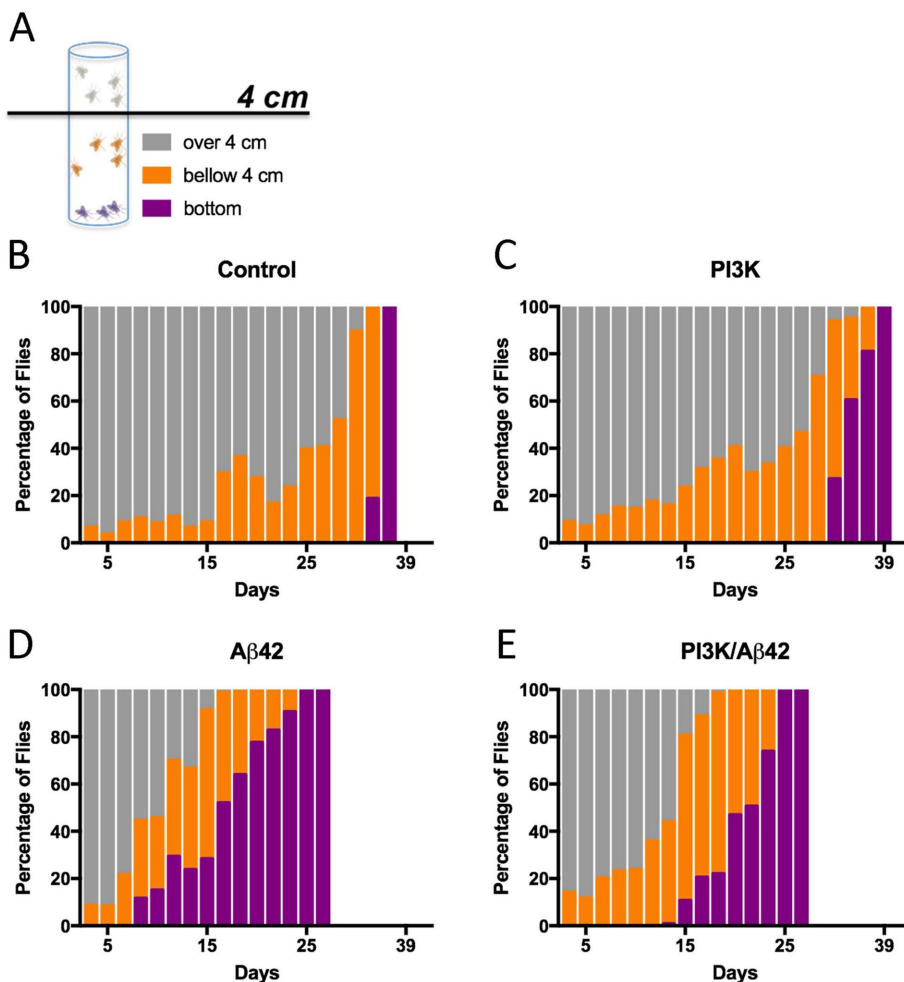 A
4 cm
over 4 cm
bellow 4 cm
bottom
B
Control
Percentage of Flies
100
80
60
40
20
0
5
15
25
39
Days
C
PI3K
Percentage of Flies
100
80
60
40
20
0
5
15
25
39
Days
D
Aβ42
Percentage of Flies
100
80
60
40
20
0
5
15
25
39
Days
E
PI3K/Aβ42
Percentage of Flies
100
80
60
40
20
0
5
15
25
39
Days